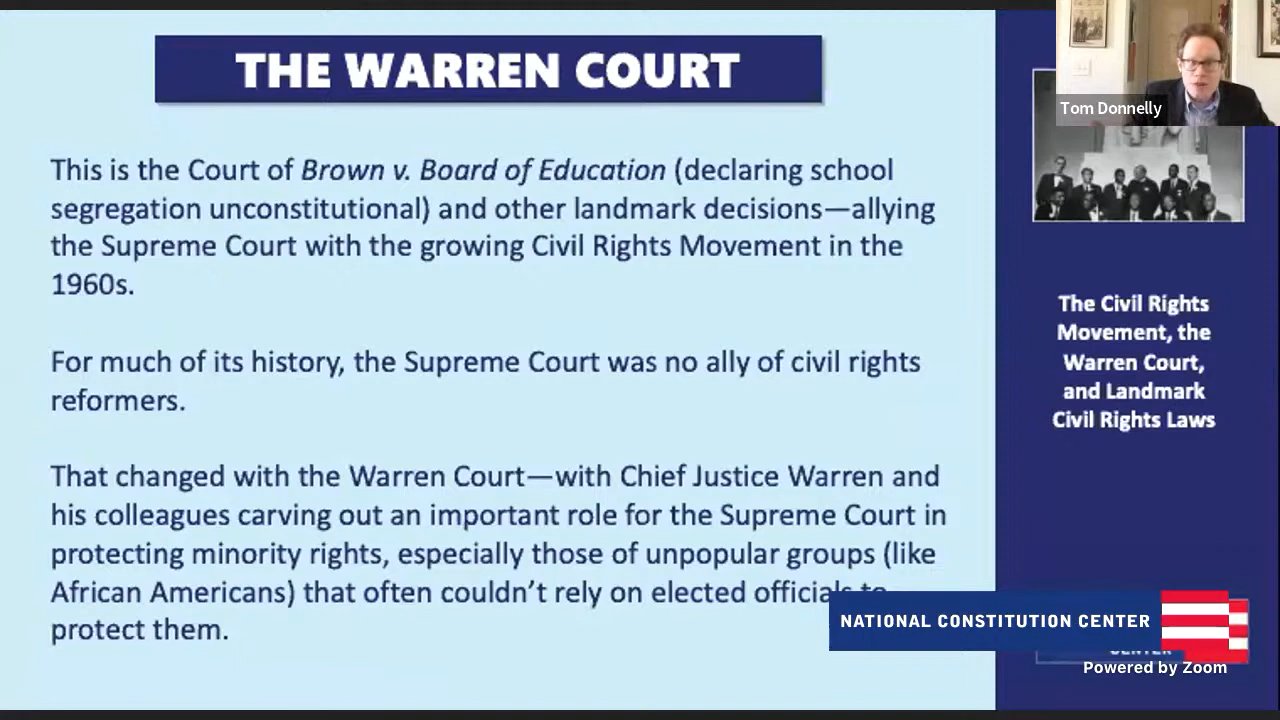 THE WARREN COURT
This is the Court of Brown v. Board of Education (declaring school
segregation unconstitutional) and other landmark decisions—allying
the Supreme Court with the growing Civil Rights Movement in the
1960s.
For much of its history, the Supreme Court was no ally of civil rights
reformers.
That changed with the Warren Court—with Chief Justice Warren and
his colleagues carving out an important role for the Supreme Court in
protecting minority rights, especially those of unpopular groups (like
African Americans) that often couldn’t rely on elected officials to
protect them.
Tom Donnelly
The Civil Rights
Movement, the
Warren Court,
and Landmark
Civil Rights Laws
NATIONAL CONSTITUTION CENTER
CENTER
Powered by Zoom